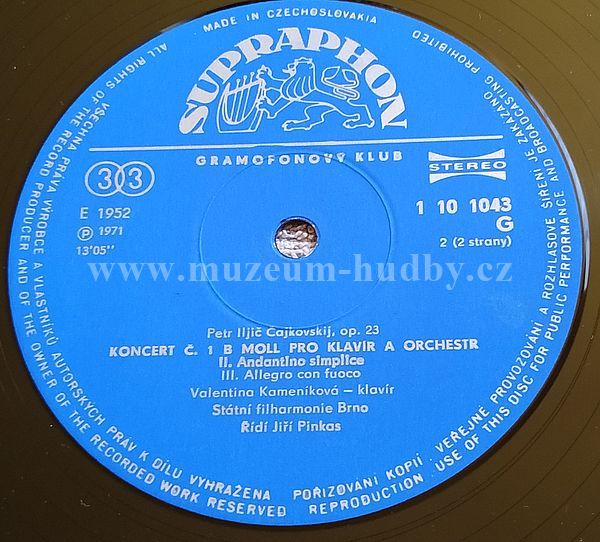 MADE IN CZECHOSLOVAKIA
SUPRAPHON
GRAMOFONOVÝ KLUB
33
STEREO
E 1952
℗ 1971
13'05"
1 10 1043
G
2 (2 strany)
www.muzeum-hudby.cz
Petr Iljič Čajkovskij, op. 23
KONCERT Č. 1 B MOLL PRO KLAVÍR A ORCHESTR
II. Andantino simplice
III. Allegro con fuoco
Valentina Kameníková – klavír
Státní filharmonie Brno
Řídí Jiří Pinkas
VŠECHNA PRÁVA VÝROBCE A VLASTNÍKŮ AUTORSKÝCH PRÁV K DÍLU VYHRAŽENA
POŘIZOVÁNÍ KOPIÍ, VEŘEJNÉ PROVOZOVÁNÍ A ROZHLASOVÉ ŠÍŘENÍ JE ZAKÁZÁNO
ALL RIGHTS OF THE RECORD PRODUCER AND OF THE OWNER OF THE RECORDED WORK RESERVED
REPRODUCTION, USE OF THIS DISC FOR PUBLIC PERFORMANCE AND BROADCASTING PROHIBITED